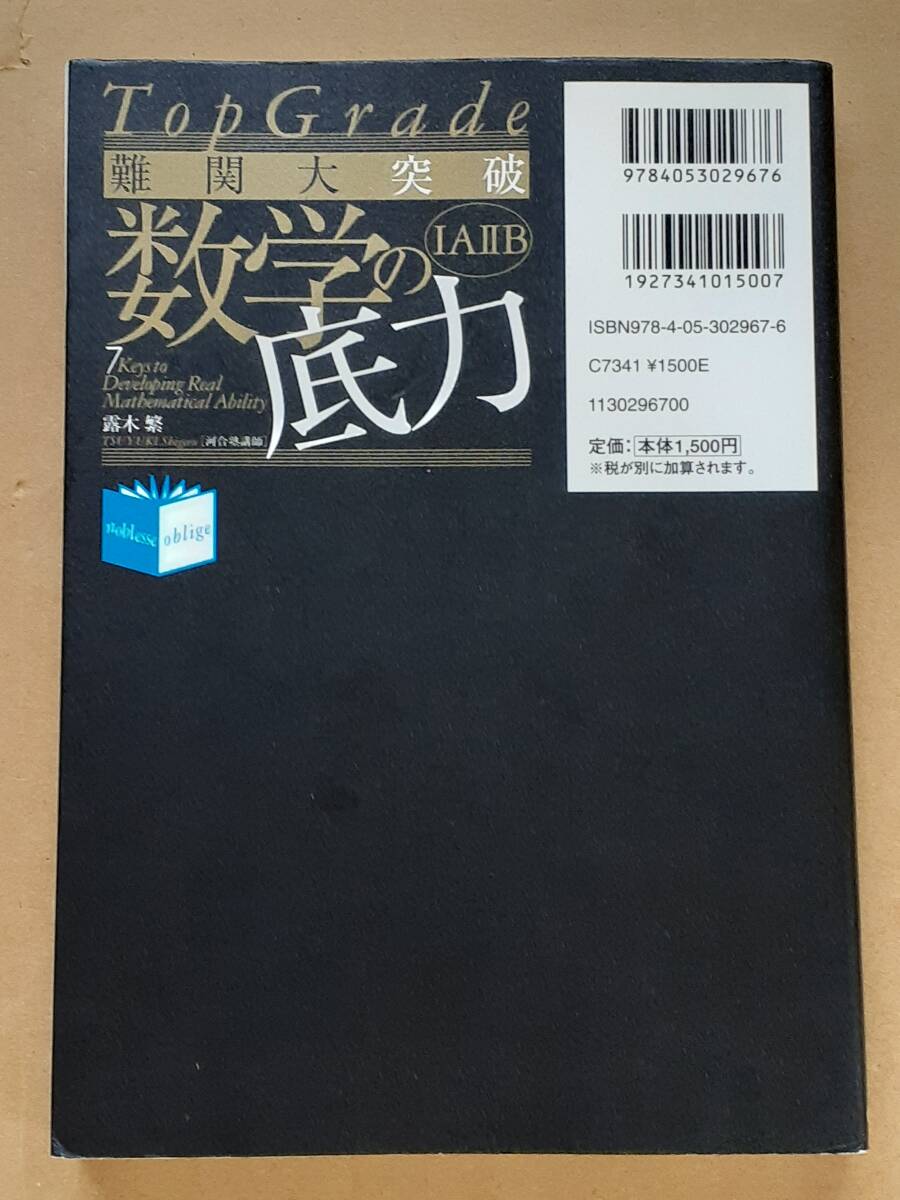 TopGrade
難関大突破
数学の
IAⅡB
底力
7 Keys to
Developing Real
Mathematical Ability
露木 繁
TSUYUKI Shigeru [河合塾講師]
noblesse oblige
9784053029676
1927341015007
ISBN978-4-05-302967-6
C7341 ¥1500E
1130296700
定価：本体1,500円
※税が別に加算されます。